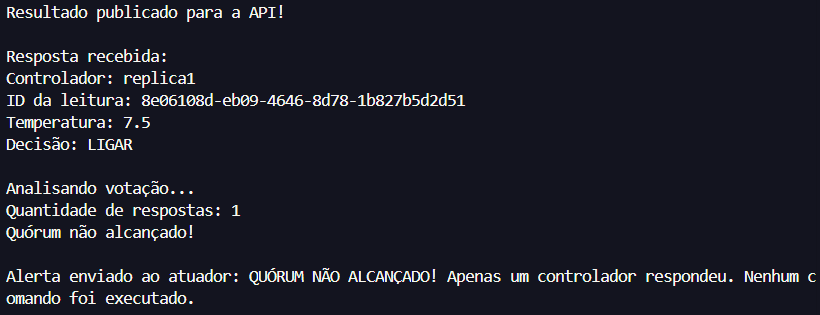 Resultado publicado para a API!
Resposta recebida:
Controlador: replica1
ID da leitura: 8e06108d-eb09-4646-8d78-1b827b5d2d51
Temperatura: 7.5
Decisão: LIGAR
Analisando votação...
Quantidade de respostas: 1
Quórum não alcançado!
Alerta enviado ao atuador: QUÓRUM NÃO ALCANÇADO! Apenas um controlador respondeu. Nenhum c
omando foi executado.